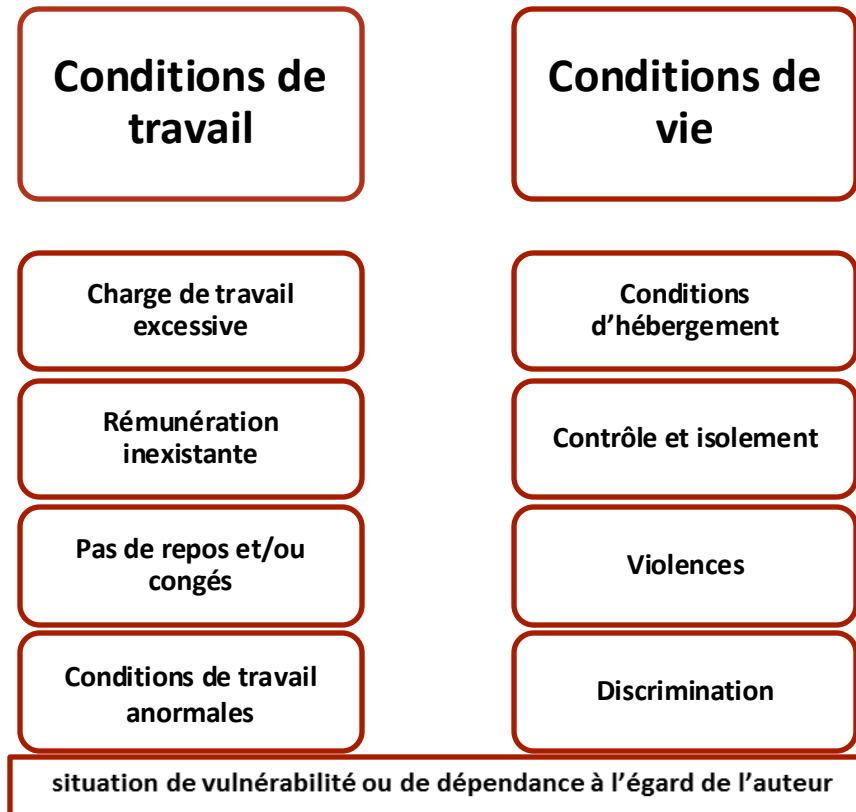 Conditions de
travail
Conditions de
vie
Charge de travail
excessive
Conditions
d’hébergement
Rémunération
inexistante
Contrôle et isolement
Pas de repos et/ou
congés
Violences
Conditions de travail
anormales
Discrimination
situation de vulnérabilité ou de dépendance à l’égard de l’auteur